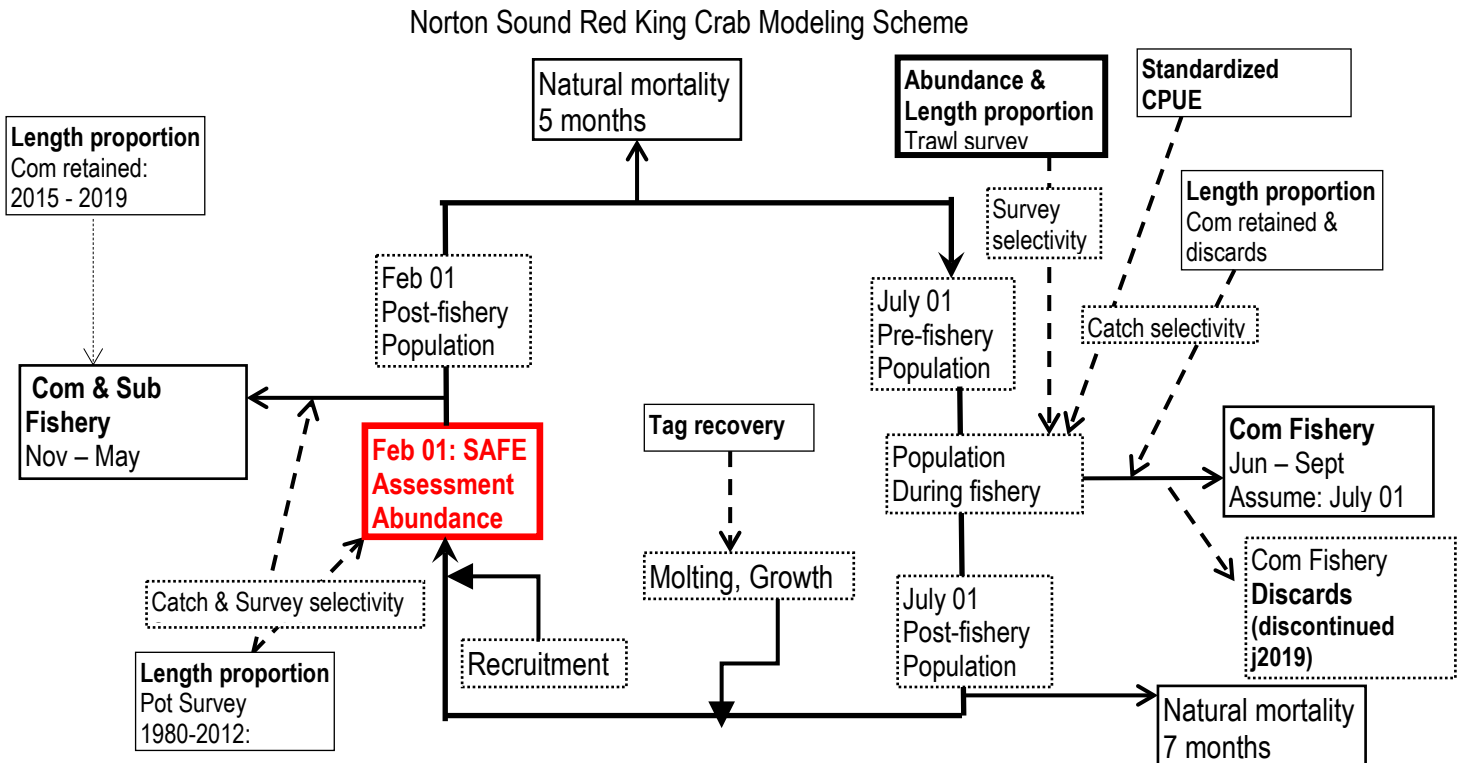 Norton Sound Red King Crab Modeling Scheme
Natural mortality
5 months
Abundance &
Length proportion
Trawl survey
Standardized
CPUE
Length proportion
Com retained:
2015 - 2019
Survey
selectivity
Length proportion
Com retained &
discards
Feb 01
Post-fishery
Population
July 01
Pre-fishery
Population
Catch selectivity
Com & Sub
Fishery
Nov – May
Feb 01: SAFE
Assessment
Abundance
Tag recovery
Population
During fishery
Com Fishery
Jun – Sept
Assume: July 01
Catch & Survey selectivity
Molting, Growth
July 01
Post-fishery
Population
Com Fishery
Discards
(discontinued
j2019)
Recruitment
Length proportion
Pot Survey
1980-2012:
Natural mortality
7 months